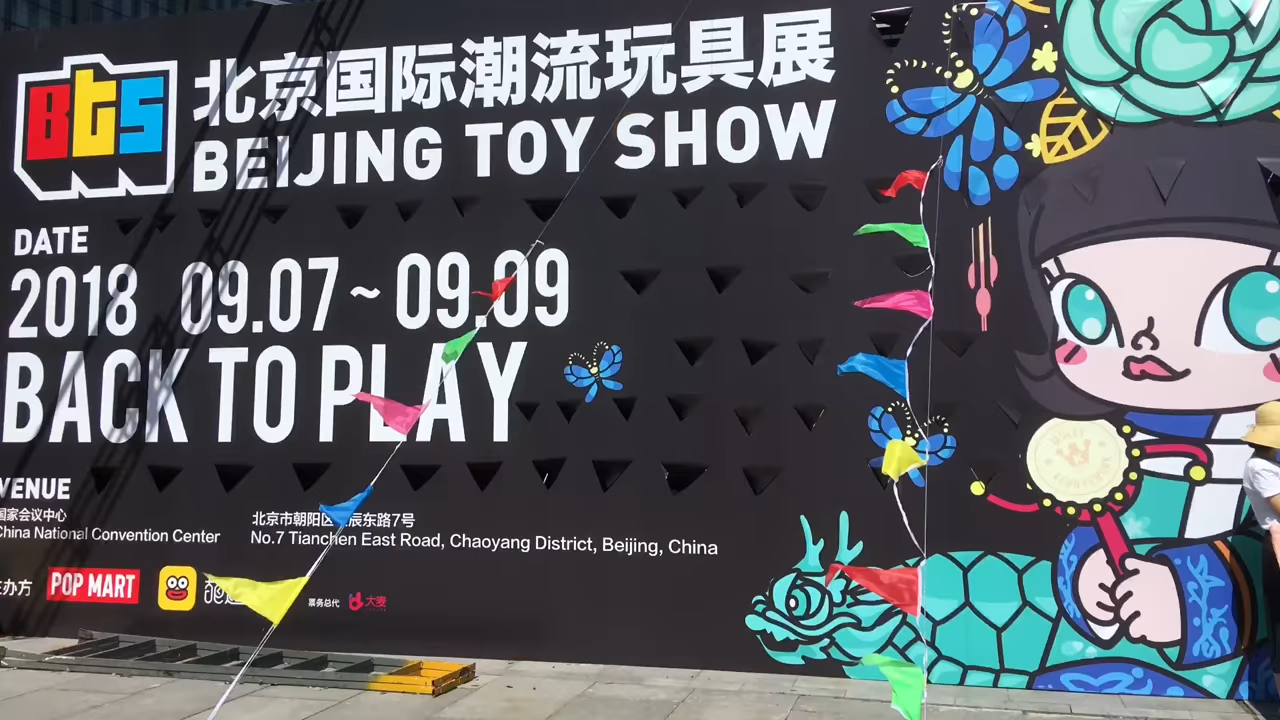 BTS
北京国际潮流玩具展
BEIJING TOY SHOW
DATE
2018 09.07~09.09
BACK TO PLAY
VENUE
国家会议中心
China National Convention Center
北京市朝阳区 辰东路7号
No.7 Tianchen East Road, Chaoyang District, Beijing, China
主办方
POP MART
票务总代
大麦